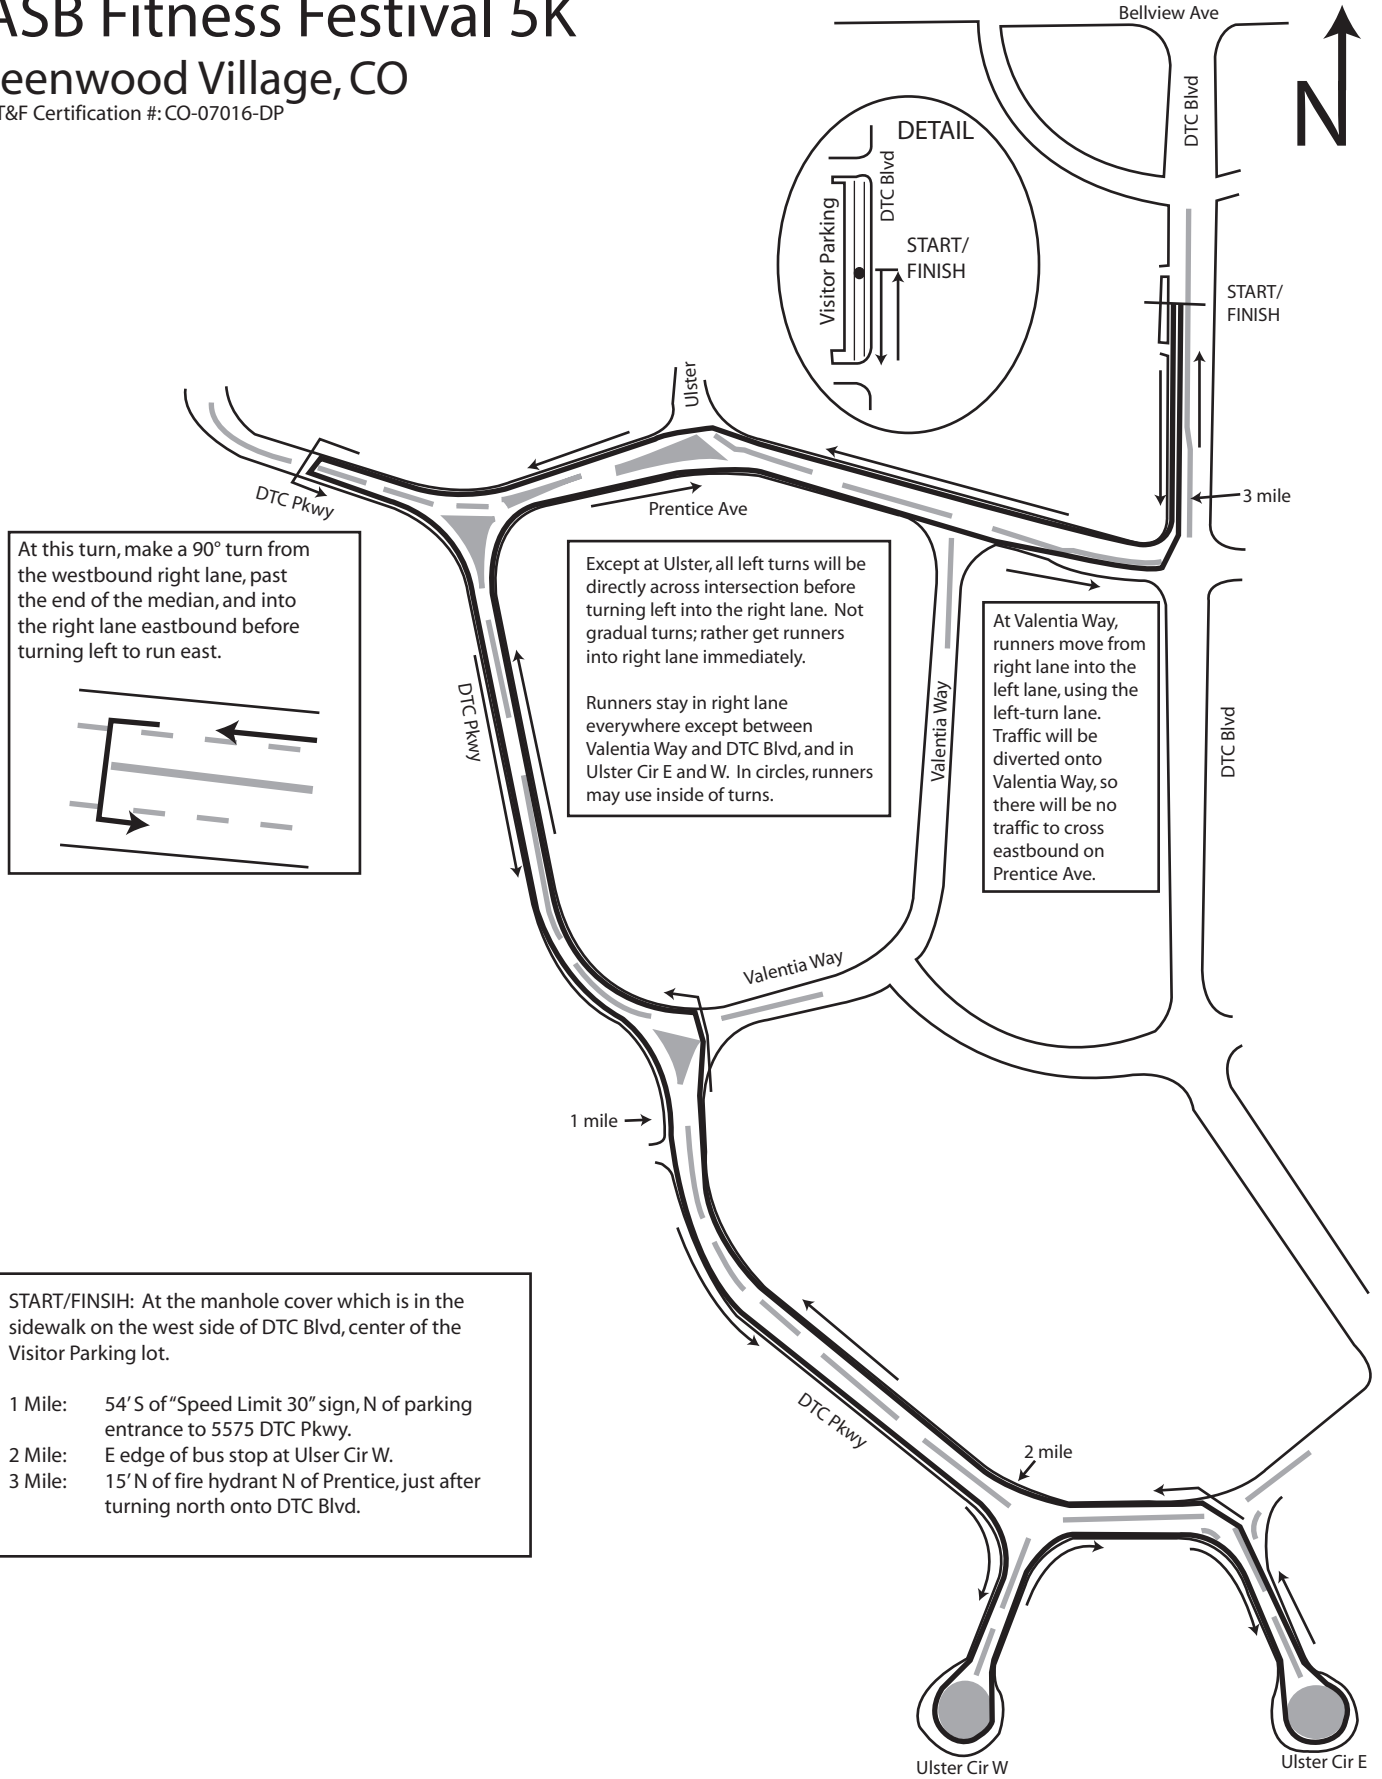 ASB Fitness Festival 5K
eenwood Village, CO
T&F Certification #: CO-07016-DP
Bellview Ave
DTC Blvd
N
DETAIL
DTC Blvd
Visitor Parking
START/
FINISH
START/
FINISH
Ulster
DTC Pkwy
Prentice Ave
3 mile
At this turn, make a 90° turn from
the westbound right lane, past
the end of the median, and into
the right lane eastbound before
turning left to run east.
Except at Ulster, all left turns will be
directly across intersection before
turning left into the right lane. Not
gradual turns; rather get runners
into right lane immediately.
Runners stay in right lane
everywhere except between
Valentia Way and DTC Blvd, and in
Ulster Cir E and W. In circles, runners
may use inside of turns.
At Valentia Way,
runners move from
right lane into the
left lane, using the
left-turn lane.
Traffic will be
diverted onto
Valentia Way, so
there will be no
traffic to cross
eastbound on
Prentice Ave.
DTC Pkwy
Valentia Way
DTC Blvd
Valentia Way
1 mile
START/FINSIH: At the manhole cover which is in the
sidewalk on the west side of DTC Blvd, center of the
Visitor Parking lot.
1 Mile: 54' S of "Speed Limit 30" sign, N of parking
entrance to 5575 DTC Pkwy.
2 Mile: E edge of bus stop at Ulser Cir W.
3 Mile: 15' N of fire hydrant N of Prentice, just after
turning north onto DTC Blvd.
DTC Pkwy
2 mile
Ulster Cir W
Ulster Cir E